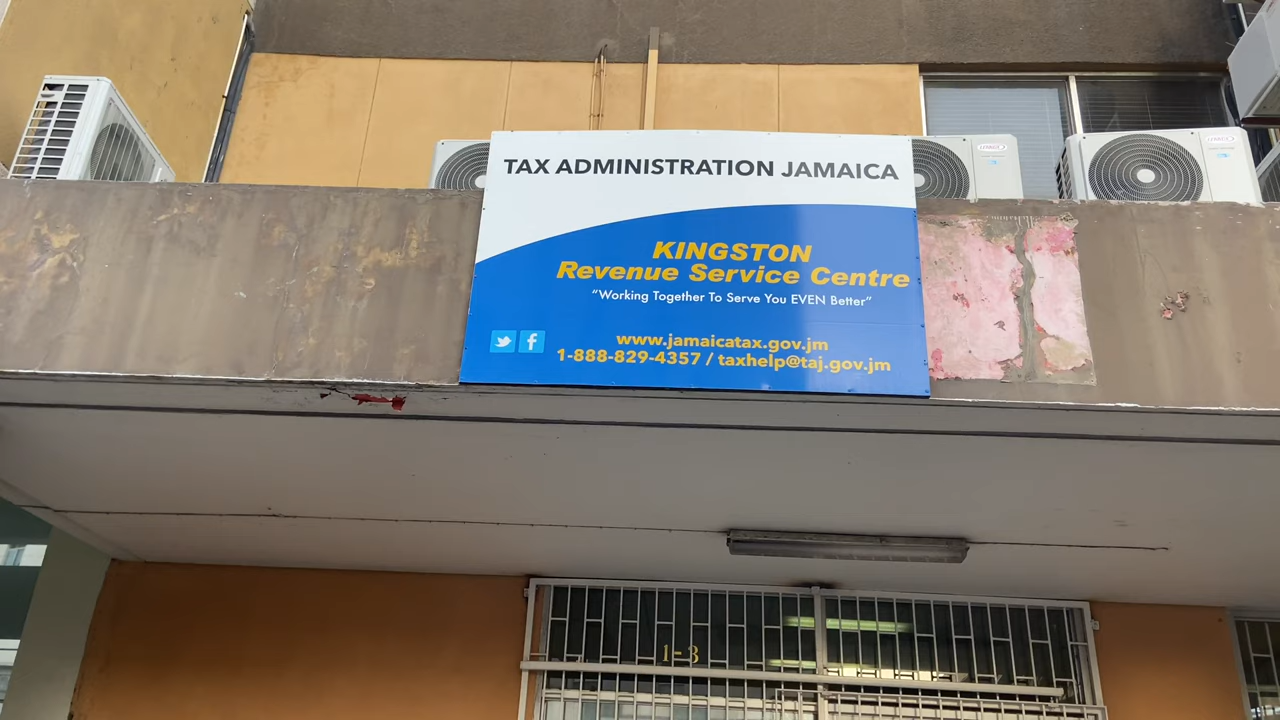 TAX ADMINISTRATION JAMAICA
KINGSTON
Revenue Service Centre
"Working Together To Serve You EVEN Better"
www.jamaicatax.gov.jm
1-888-829-4357 / taxhelp@taj.gov.jm
1-3